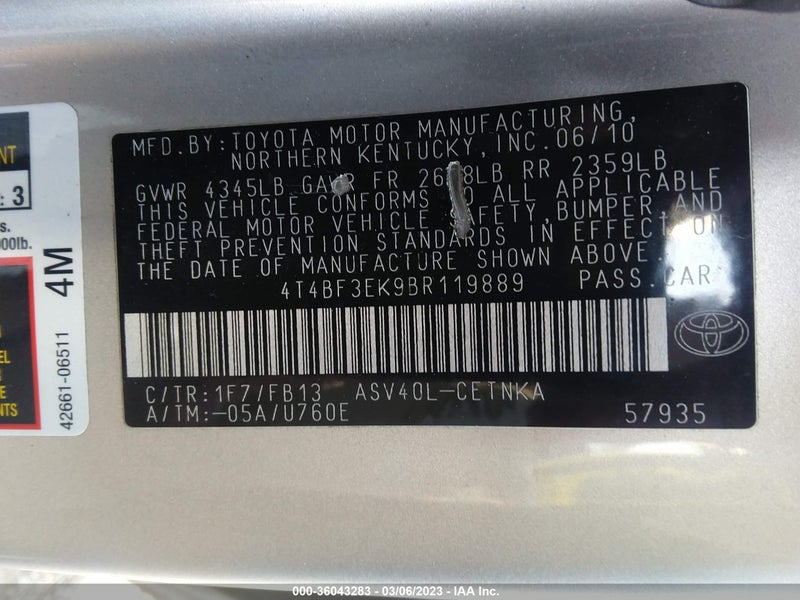 MFD.BY: TOYOTA MOTOR MANUFACTURING,
NORTHERN KENTUCKY, INC. 06/10
GVWR 4345LB FR RR 2359LB
THIS VEHICLE CONFORMS TO ALL APPLICABLE
FEDERAL MOTOR VEHICLE SAFETY, BUMPER AND
THEFT PREVENTION STANDARDS IN EFFECT ON
THE DATE OF MANUFACTURE SHOWN ABOVE.
4T4BF3EK9BR119889 PASS.CAR
C/TR: 1F7/FB13 ASV40L-CETNKA
A/TM:-05A/U760E 57935
: 3
4M
42661-06511
000-36043283 - 03/06/2023 - IAA Inc.